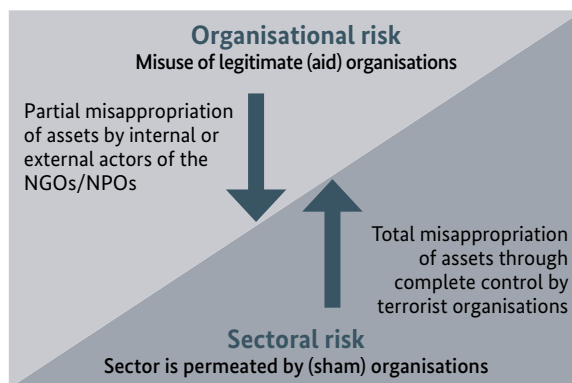 Organisational risk
Misuse of legitimate (aid) organisations
Partial misappropriation
of assets by internal or
external actors of the
NGOs/NPOs
Total misappropriation
of assets through
complete control by
terrorist organisations
Sectoral risk
Sector is permeated by (sham) organisations